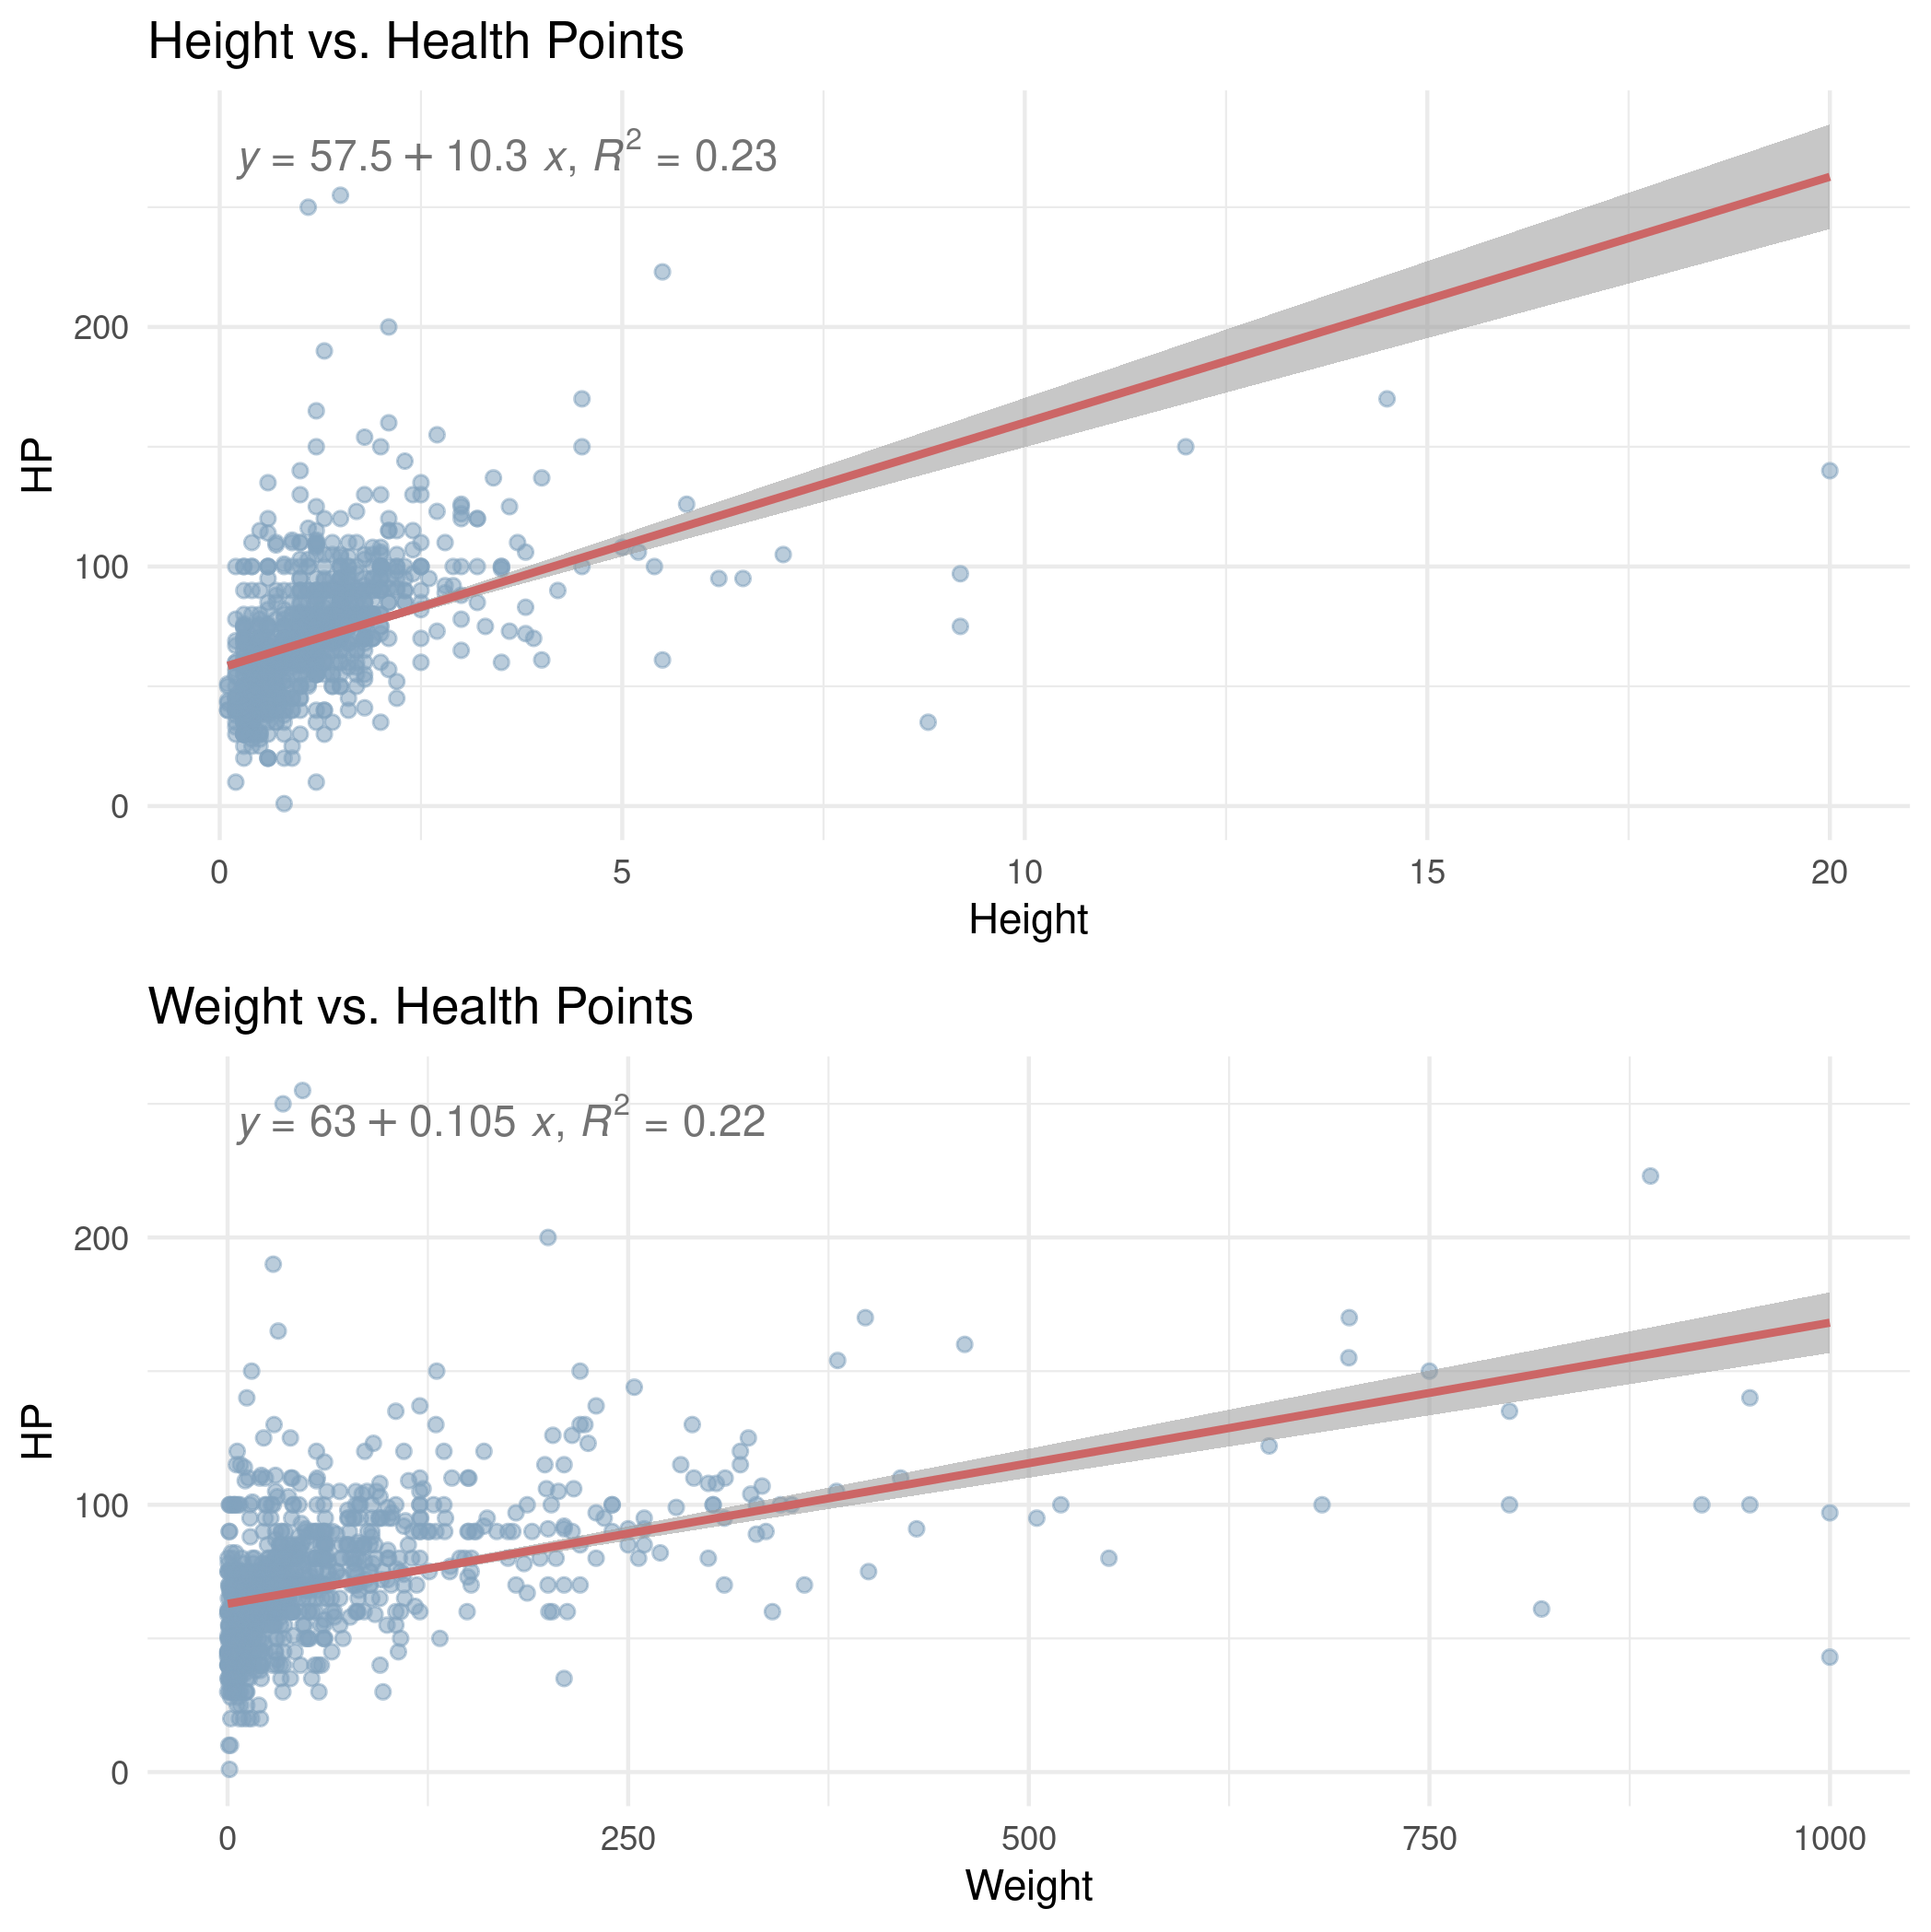 Height vs. Health Points
y = 57.5 + 10.3 x, R² = 0.23
HP
200
100
0
0 5 10 15 20
Height
Weight vs. Health Points
y = 63 + 0.105 x, R² = 0.22
HP
200
100
0
0 250 500 750 1000
Weight